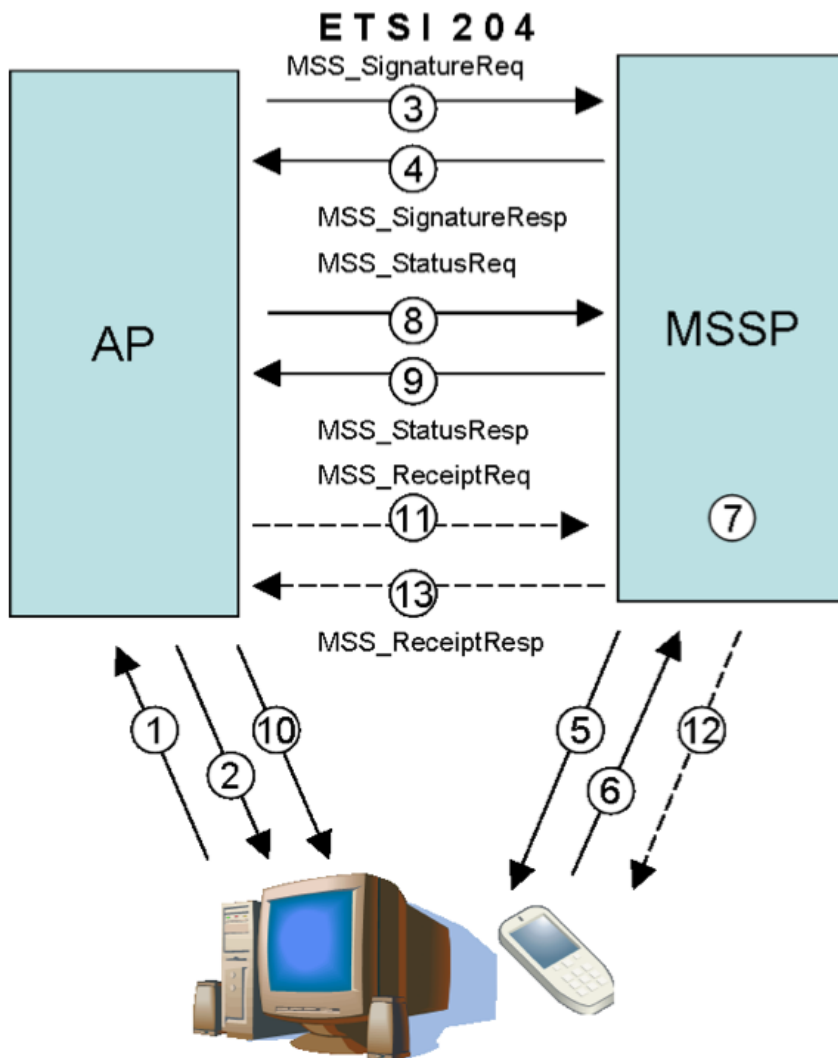 ETSI 204
MSS_SignatureReq
3
4
MSS_SignatureResp
MSS_StatusReq
8
AP
MSSP
9
MSS_StatusResp
MSS_ReceiptReq
11
7
13
MSS_ReceiptResp
1
2
10
5
6
12